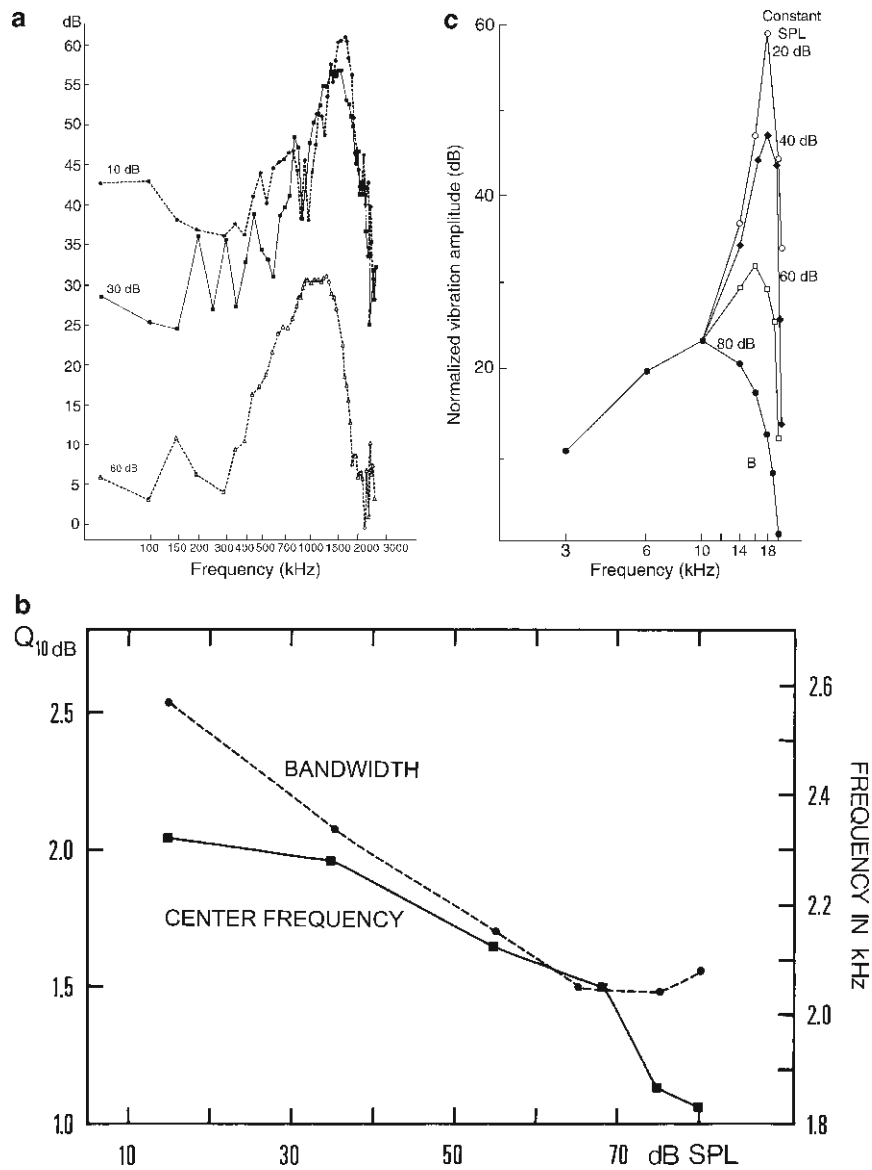 a
dB
60
55
50
45
40
35
30
25
20
15
10
5
0
10 dB
30 dB
60 dB
100 150 200 300 400 500 700 1000 1500 2000 3000
Frequency (kHz)
c
Normalized vibration amplitude (dB)
60
40
20
Constant
SPL
20 dB
40 dB
60 dB
80 dB
B
3 6 10 14 18
Frequency (kHz)
b
Q10 dB
2.5
2.0
1.5
1.0
BANDWIDTH
CENTER FREQUENCY
2.6
2.4
2.2
2.0
1.8
FREQUENCY IN kHz
10 30 50 70 dB SPL